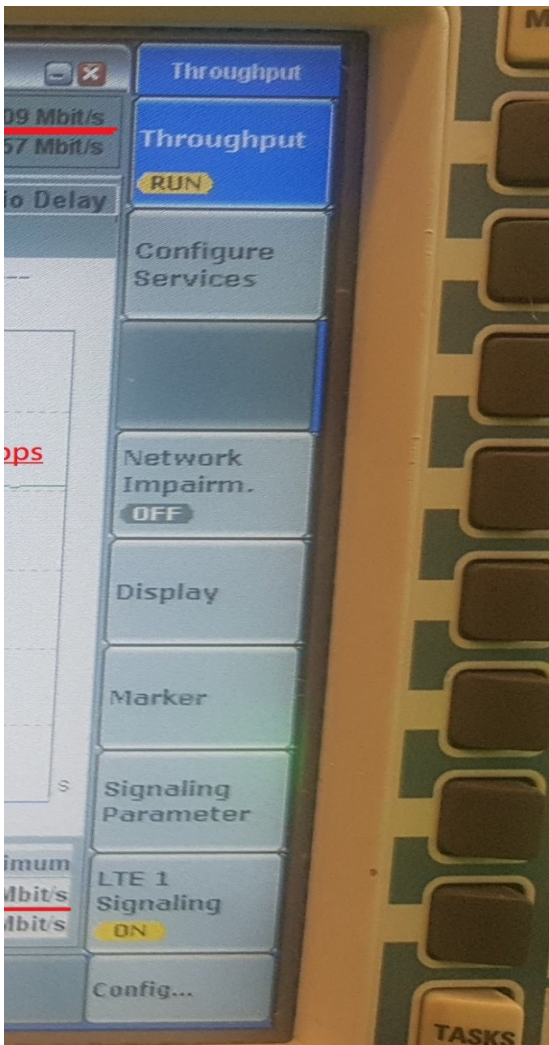 M
Throughput
09 Mbit/s
57 Mbit/s
Throughput
RUN
io Delay
Configure
Services
--
ops
Network
Impairm.
OFF
Display
Marker
s
Signaling
Parameter
imum
Mbit/s
Mbit/s
LTE 1
Signaling
ON
Config...
TASKS